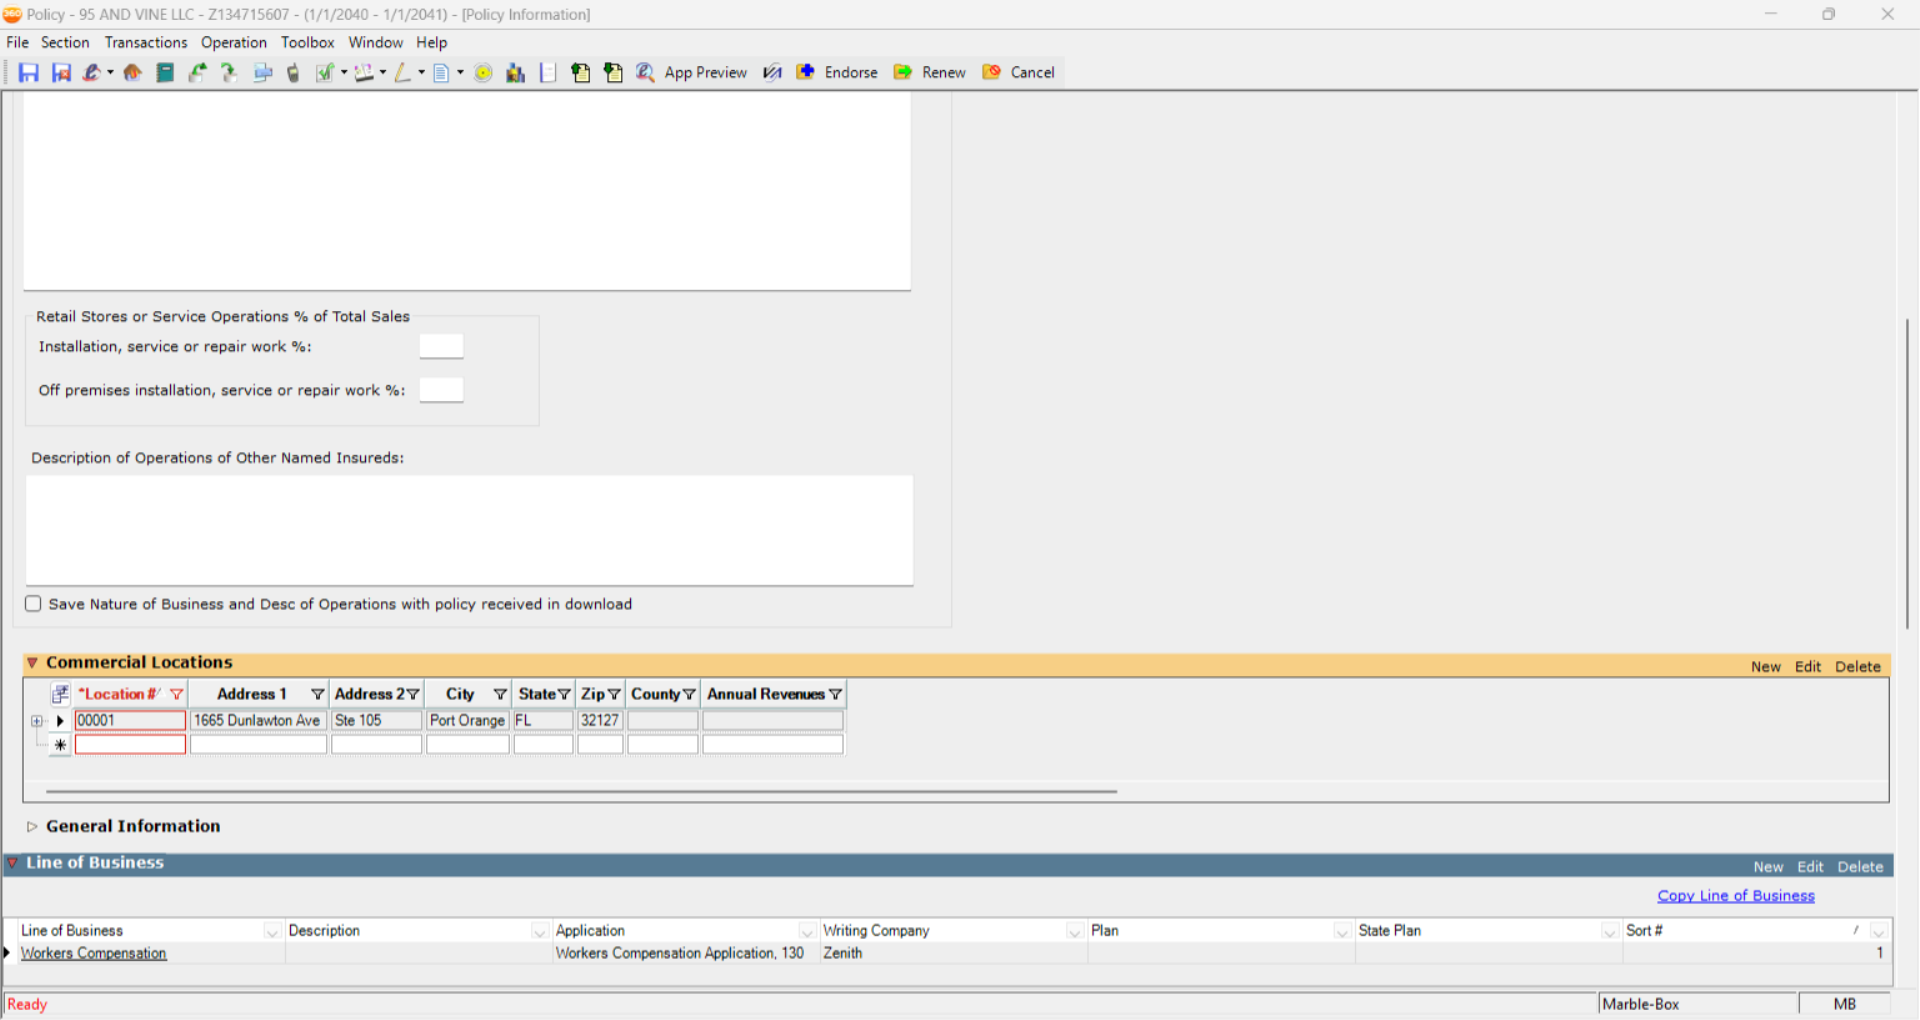 Policy - 95 AND VINE LLC - Z134715607 - (1/1/2040 - 1/1/2041) - [Policy Information]
File Section Transactions Operation Toolbox Window Help
App Preview Endorse Renew Cancel
Retail Stores or Service Operations % of Total Sales
Installation, service or repair work %:
Off premises installation, service or repair work %:
Description of Operations of Other Named Insureds:
Save Nature of Business and Desc of Operations with policy received in download
Commercial Locations New Edit Delete
*Location # Address 1 Address 2 City State Zip County Annual Revenues
00001 1665 Dunlawton Ave Ste 105 Port Orange FL 32127
General Information
Line of Business New Edit Delete
Copy Line of Business
Line of Business Description Application Writing Company Plan State Plan Sort #
Workers Compensation Workers Compensation Application, 130 Zenith 1
Ready Marble-Box MB